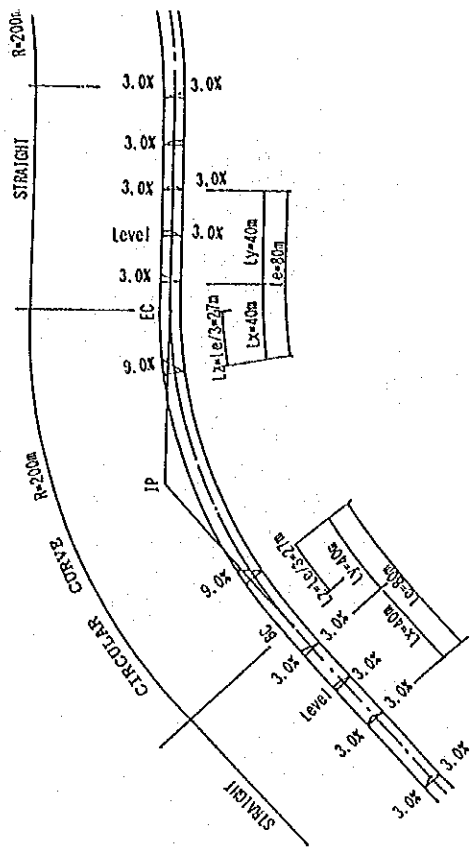 R=200m
STRAIGHT
3.0%
3.0%
3.0%
3.0%
3.0%
Level
3.0%
3.0%
EC
9.0%
Ly=40m
Le=80m
Lx=40m
Lz=Le/3=27m
R=200m
IP
CIRCULAR CURVE
9.0%
BC
Lz=Le/3=27m
Ly=40m
Le=80m
Lx=40m
3.0%
3.0%
Level
3.0%
3.0%
3.0%
3.0%
3.0%
STRAIGHT